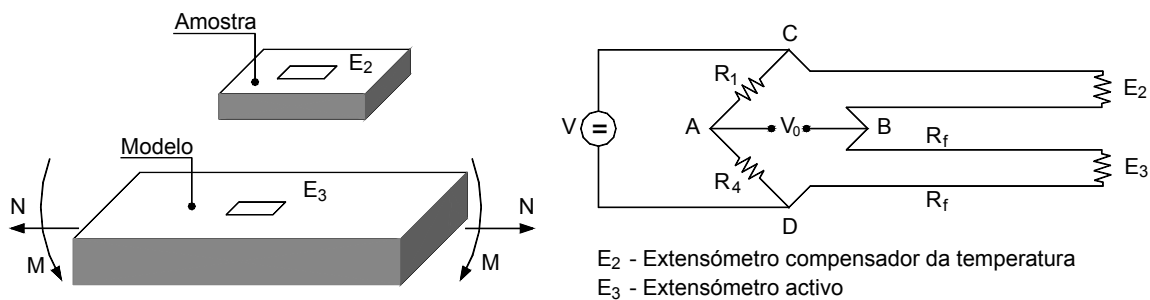 Amostra
E2
Modelo
E3
N
N
M
M
C
R1
E2
V
=
A
V0
B
Rf
R4
E3
Rf
D
E2 - Extensómetro compensador da temperatura
E3 - Extensómetro activo